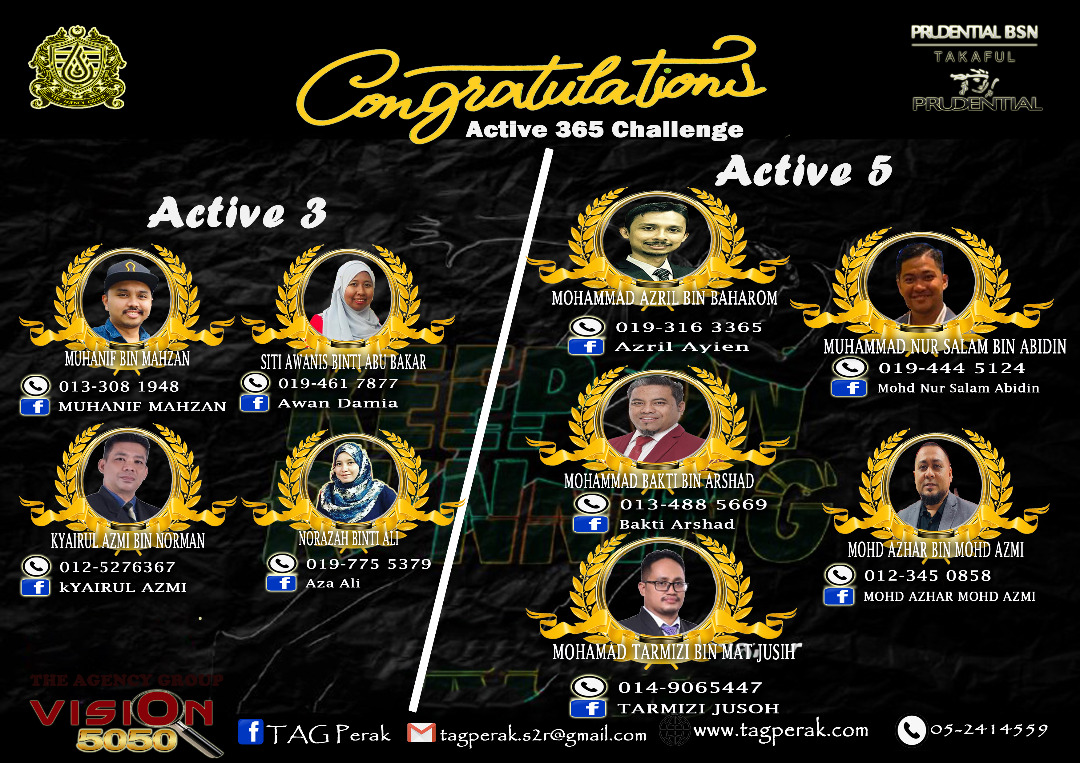 Congratulations
Active 365 Challenge
PRUDENTIAL BSN
TAKAFUL
PRUDENTIAL
Active 3
MUHANIF BIN MAHZAN
013-308 1948
MUHANIF MAHZAN
SITI AWANIS BINTI ABU BAKAR
019-461 7877
Awan Damia
KYAIRUL AZMI BIN NORMAN
012-5276367
kYAIRUL AZMI
NORAZAH BINTI ALI
019-775 5379
Aza Ali
Active 5
MOHAMMAD AZRIL BIN BAHAROM
019-316 3365
Azril Ayien
MUHAMMAD NUR SALAM BIN ABIDIN
019-444 5124
Mohd Nur Salam Abidin
MOHAMMAD BAKTI BIN ARSHAD
013-488 5669
Bakti Arshad
MOHD AZHAR BIN MOHD AZMI
012-345 0858
MOHD AZHAR MOHD AZMI
MOHAMAD TARMIZI BIN MAT JUSIH
014-9065447
TARMIZI JUSOH
KEEP ON
RUNNING
THE AGENCY GROUP
VISION
5050
TAG Perak
tagperak.s2r@gmail.com
www.tagperak.com
05-2414559